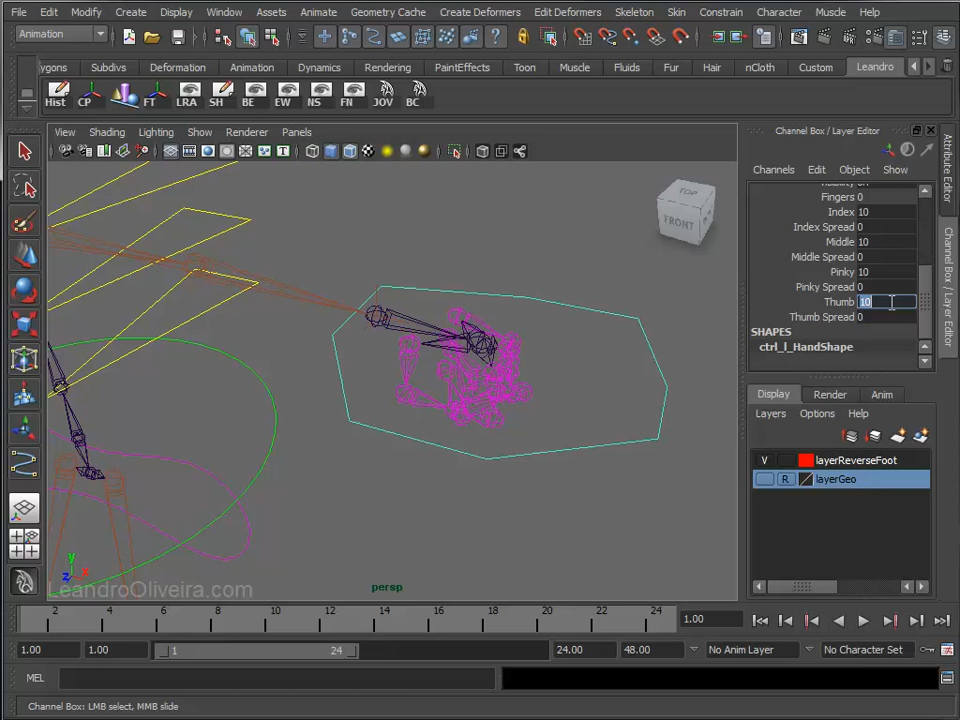 File Edit Modify Create Display Window Assets Animate Geometry Cache Create Deformers Edit Deformers Skeleton Skin Constrain Character Muscle Help
Animation
ygons Subdivs Deformation Animation Dynamics Rendering PaintEffects Toon Muscle Fluids Fur Hair nCloth Custom Leandro
Hist CP FT LRA SH BE EW NS FN JOV BC
View Shading Lighting Show Renderer Panels
TOP
FRONT
LeandroOliveira.com
persp
y
z x
Channel Box / Layer Editor
Channels Edit Object Show
Fingers 0
Index 10
Index Spread 0
Middle 10
Middle Spread 0
Pinky 10
Pinky Spread 0
Thumb 10
Thumb Spread 0
SHAPES
ctrl_l_HandShape
Display Render Anim
Layers Options Help
V layerReverseFoot
R layerGeo
Attribute Editor
Channel Box / Layer Editor
2 4 6 8 10 12 14 16 18 20 22 24
1.00
1.00 1.00 1 24 24.00 48.00 No Anim Layer No Character Set
MEL
Channel Box: LMB select, MMB slide